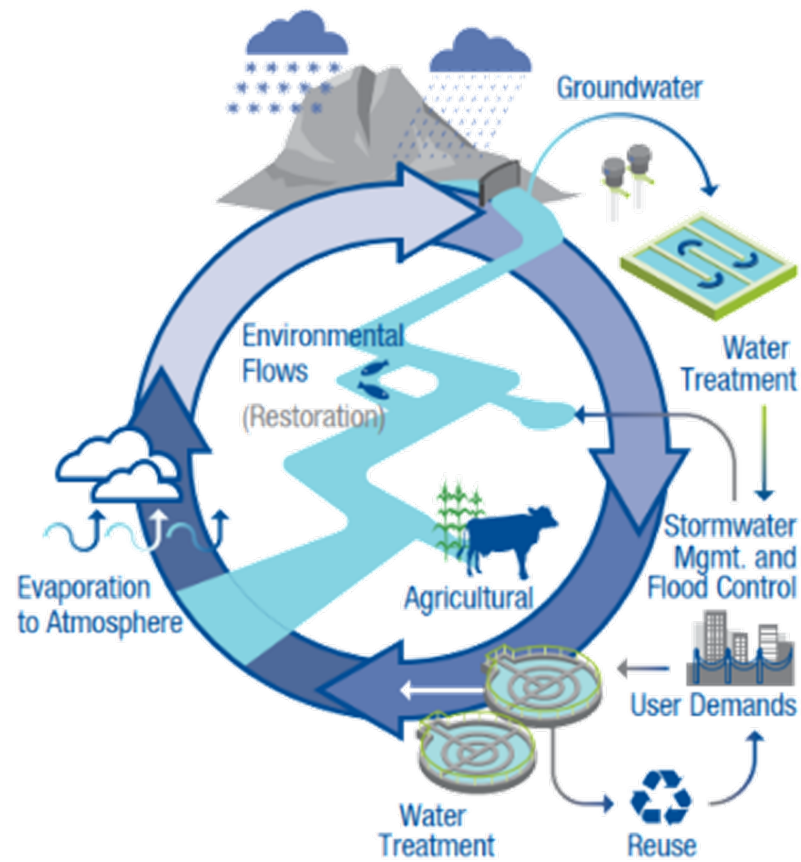 Groundwater
Environmental
Flows
(Restoration)
Water
Treatment
Stormwater
Mgmt. and
Flood Control
Evaporation
to Atmosphere
Agricultural
User Demands
Water
Treatment
Reuse